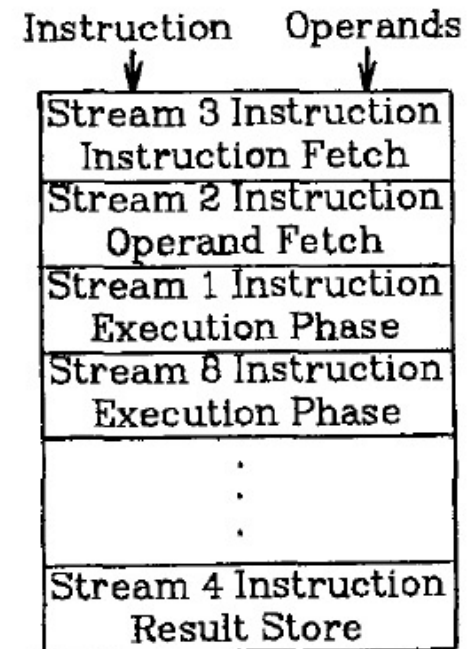 Instruction Operands
Stream 3 Instruction
Instruction Fetch
Stream 2 Instruction
Operand Fetch
Stream 1 Instruction
Execution Phase
Stream 8 Instruction
Execution Phase
.
.
.
Stream 4 Instruction
Result Store